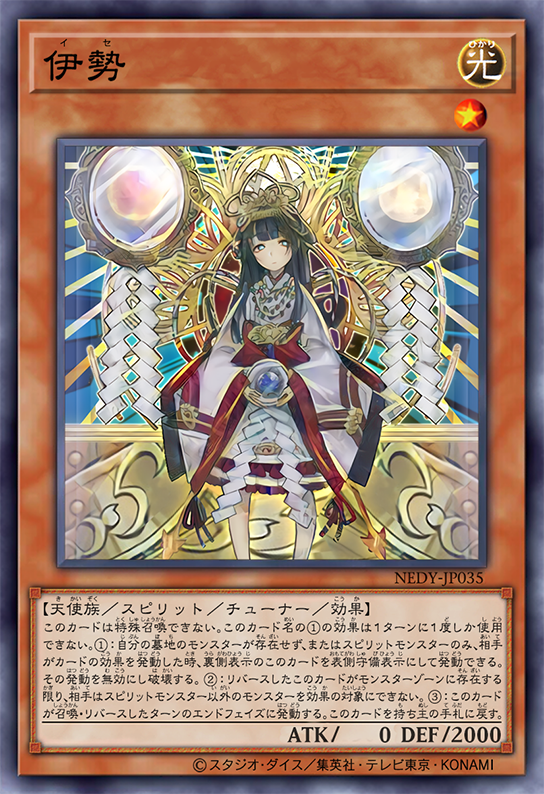 伊勢
イセ
光
ひかり
NEDY-JP035
【天使族／スピリット／チューナー／効果】
このカードは特殊召喚できない。このカード名の①の効果は１ターンに１度しか使用
できない。①：自分の墓地のモンスターが存在せず、またはスピリットモンスターのみ、相手
がカードの効果を発動した時、裏側表示のこのカードを表側守備表示にして発動できる。
その発動を無効にし破壊する。②：リバースしたこのカードがモンスターゾーンに存在する
限り、相手はスピリットモンスター以外のモンスターを効果の対象にできない。③：このカード
が召喚・リバースしたターンのエンドフェイズに発動する。このカードを持ち主の手札に戻す。
ATK/ 0 DEF/2000
©スタジオ・ダイス／集英社・テレビ東京・KONAMI